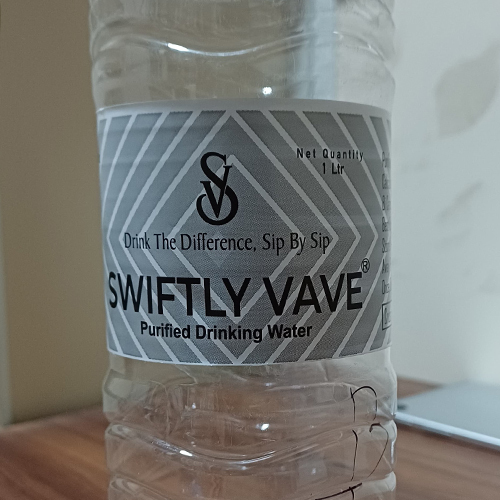 Net Quantity
1 Ltr
SV
Drink The Difference, Sip By Sip
SWIFTLY VAVE®
Purified Drinking Water